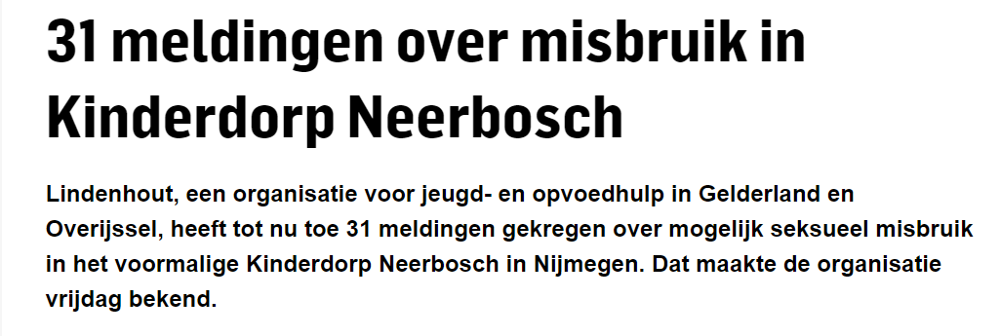 31 meldingen over misbruik in
Kinderdorp Neerbosch
Lindenhout, een organisatie voor jeugd- en opvoedhulp in Gelderland en
Overijssel, heeft tot nu toe 31 meldingen gekregen over mogelijk seksueel misbruik
in het voormalige Kinderdorp Neerbosch in Nijmegen. Dat maakte de organisatie
vrijdag bekend.